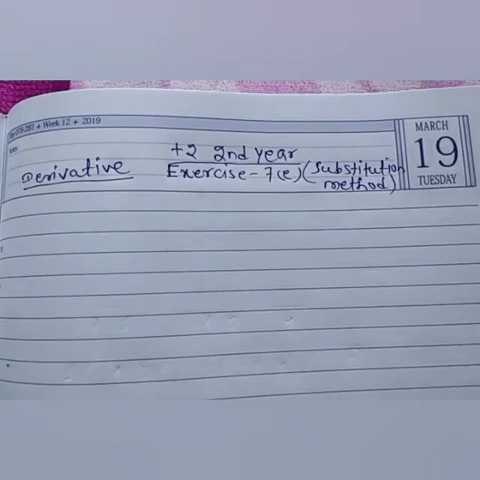 Week 12 + 2019
MARCH
19
TUESDAY
+2 2nd year
Derivative Exercise - 7(e) (Substitution
method)